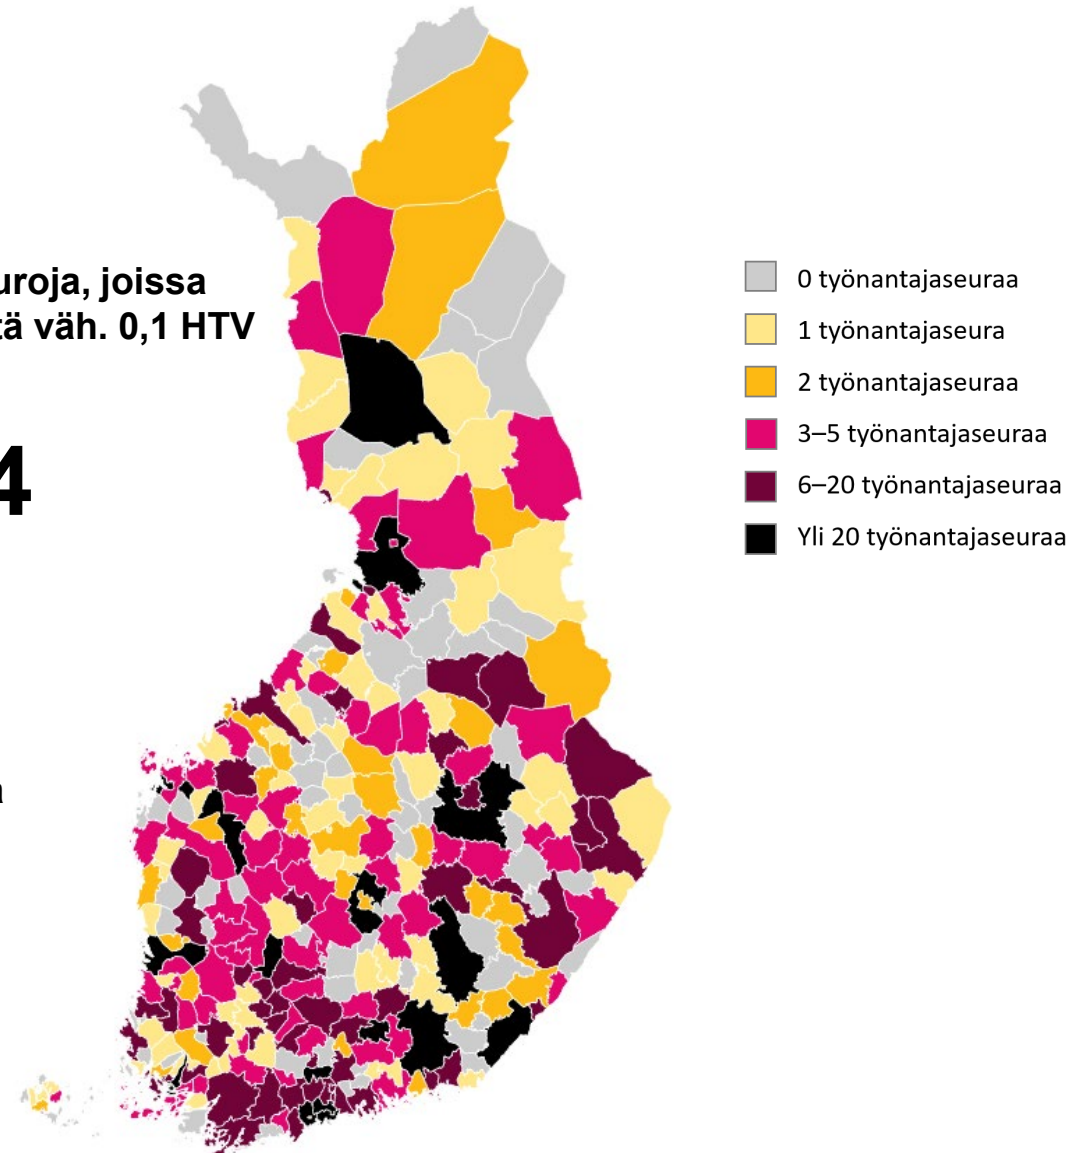 uroja, joissa
tä väh. 0,1 HTV
4
a
0 työnantajaseuraa
1 työnantajaseura
2 työnantajaseuraa
3–5 työnantajaseuraa
6–20 työnantajaseuraa
Yli 20 työnantajaseuraa